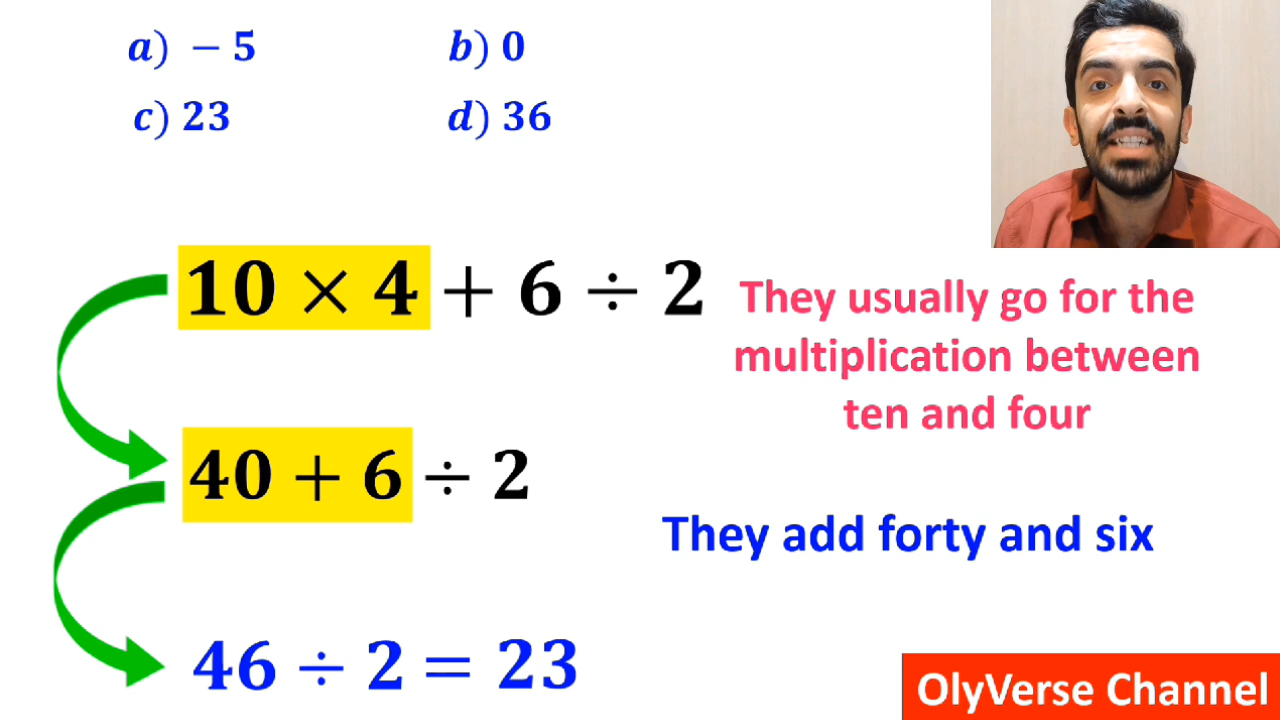 a) − 5
b) 0
c) 23
d) 36
10 × 4 + 6 ÷ 2
They usually go for the
multiplication between
ten and four
40 + 6 ÷ 2
They add forty and six
46 ÷ 2 = 23
OlyVerse Channel